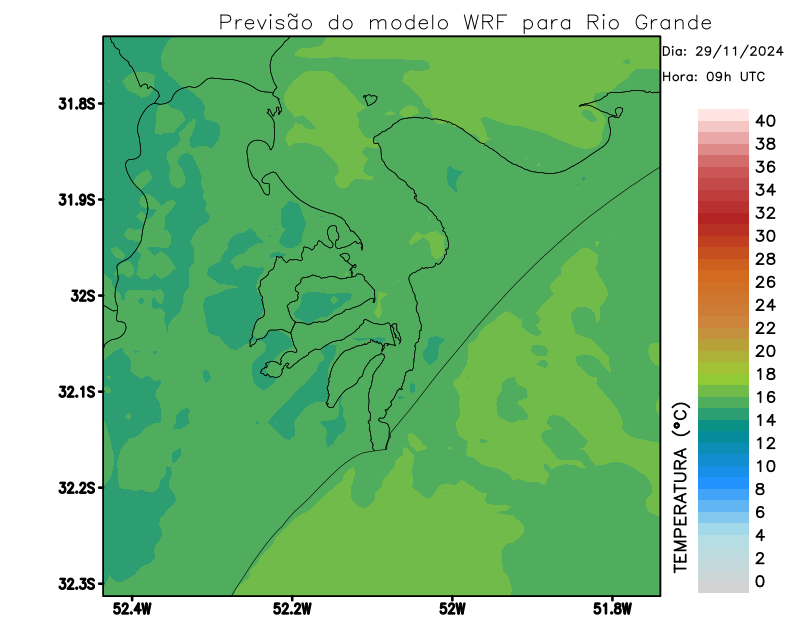 Previsão do modelo WRF para Rio Grande
Dia: 29/11/2024
Hora: 09h UTC
31.8S
31.9S
32S
32.1S
32.2S
32.3S
52.4W
52.2W
52W
51.8W
TEMPERATURA (°C)
40
38
36
34
32
30
28
26
24
22
20
18
16
14
12
10
8
6
4
2
0